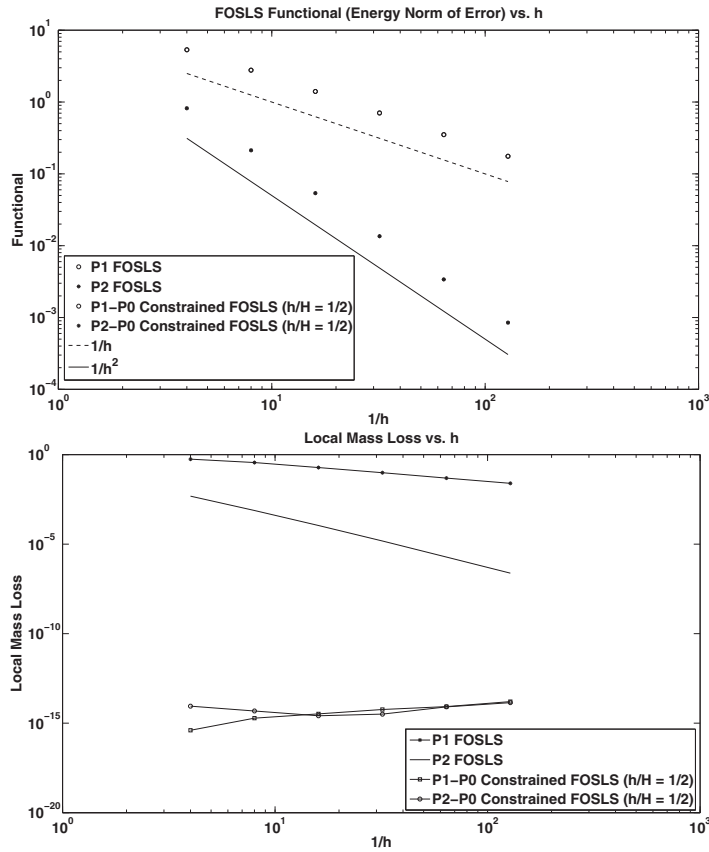 FOSLS Functional (Energy Norm of Error) vs. h
10^1
10^0
10^−1
10^−2
10^−3
10^−4
Functional
P1 FOSLS
P2 FOSLS
P1−P0 Constrained FOSLS (h/H = 1/2)
P2−P0 Constrained FOSLS (h/H = 1/2)
1/h
1/h^2
10^0 10^1 10^2 10^3
1/h
Local Mass Loss vs. h
10^0
10^−5
10^−10
10^−15
10^−20
Local Mass Loss
P1 FOSLS
P2 FOSLS
P1−P0 Constrained FOSLS (h/H = 1/2)
P2−P0 Constrained FOSLS (h/H = 1/2)
10^0 10^1 10^2 10^3
1/h